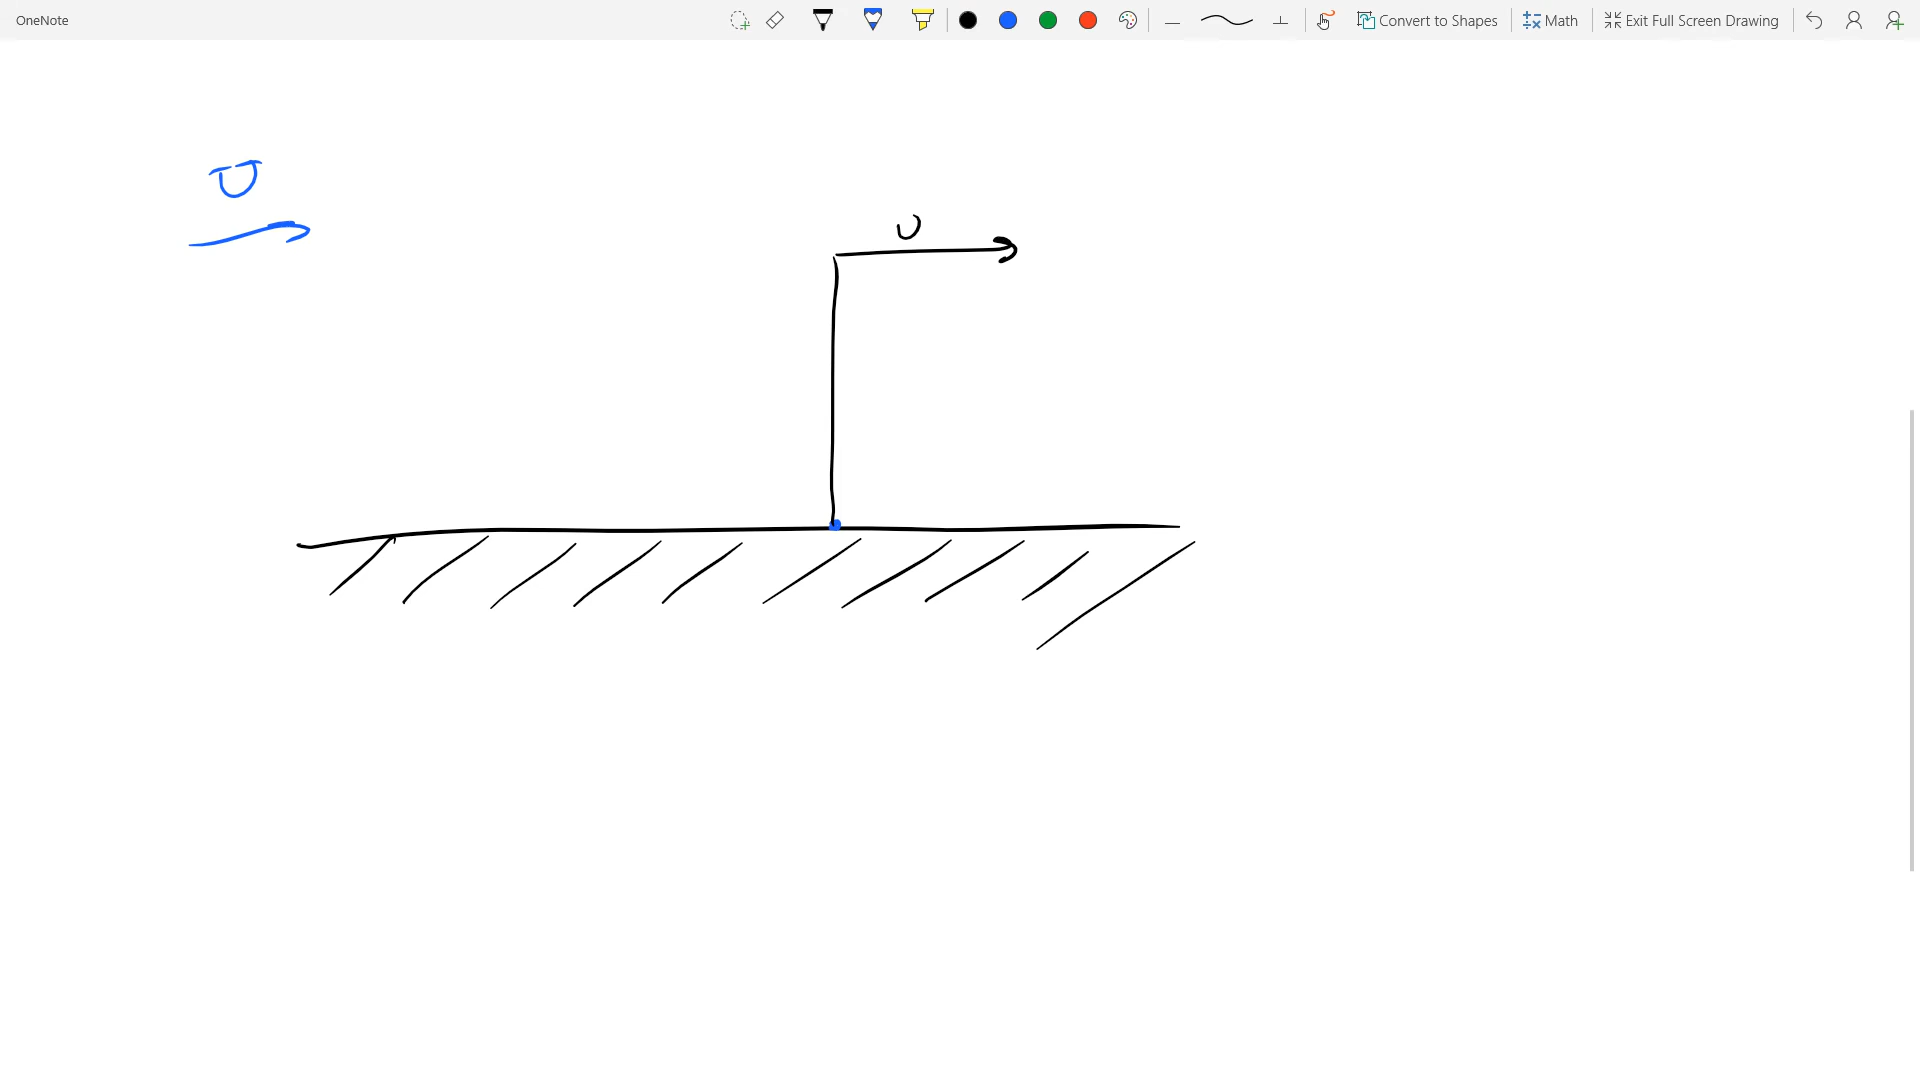 OneNote
Convert to Shapes
Math
Exit Full Screen Drawing
U
U